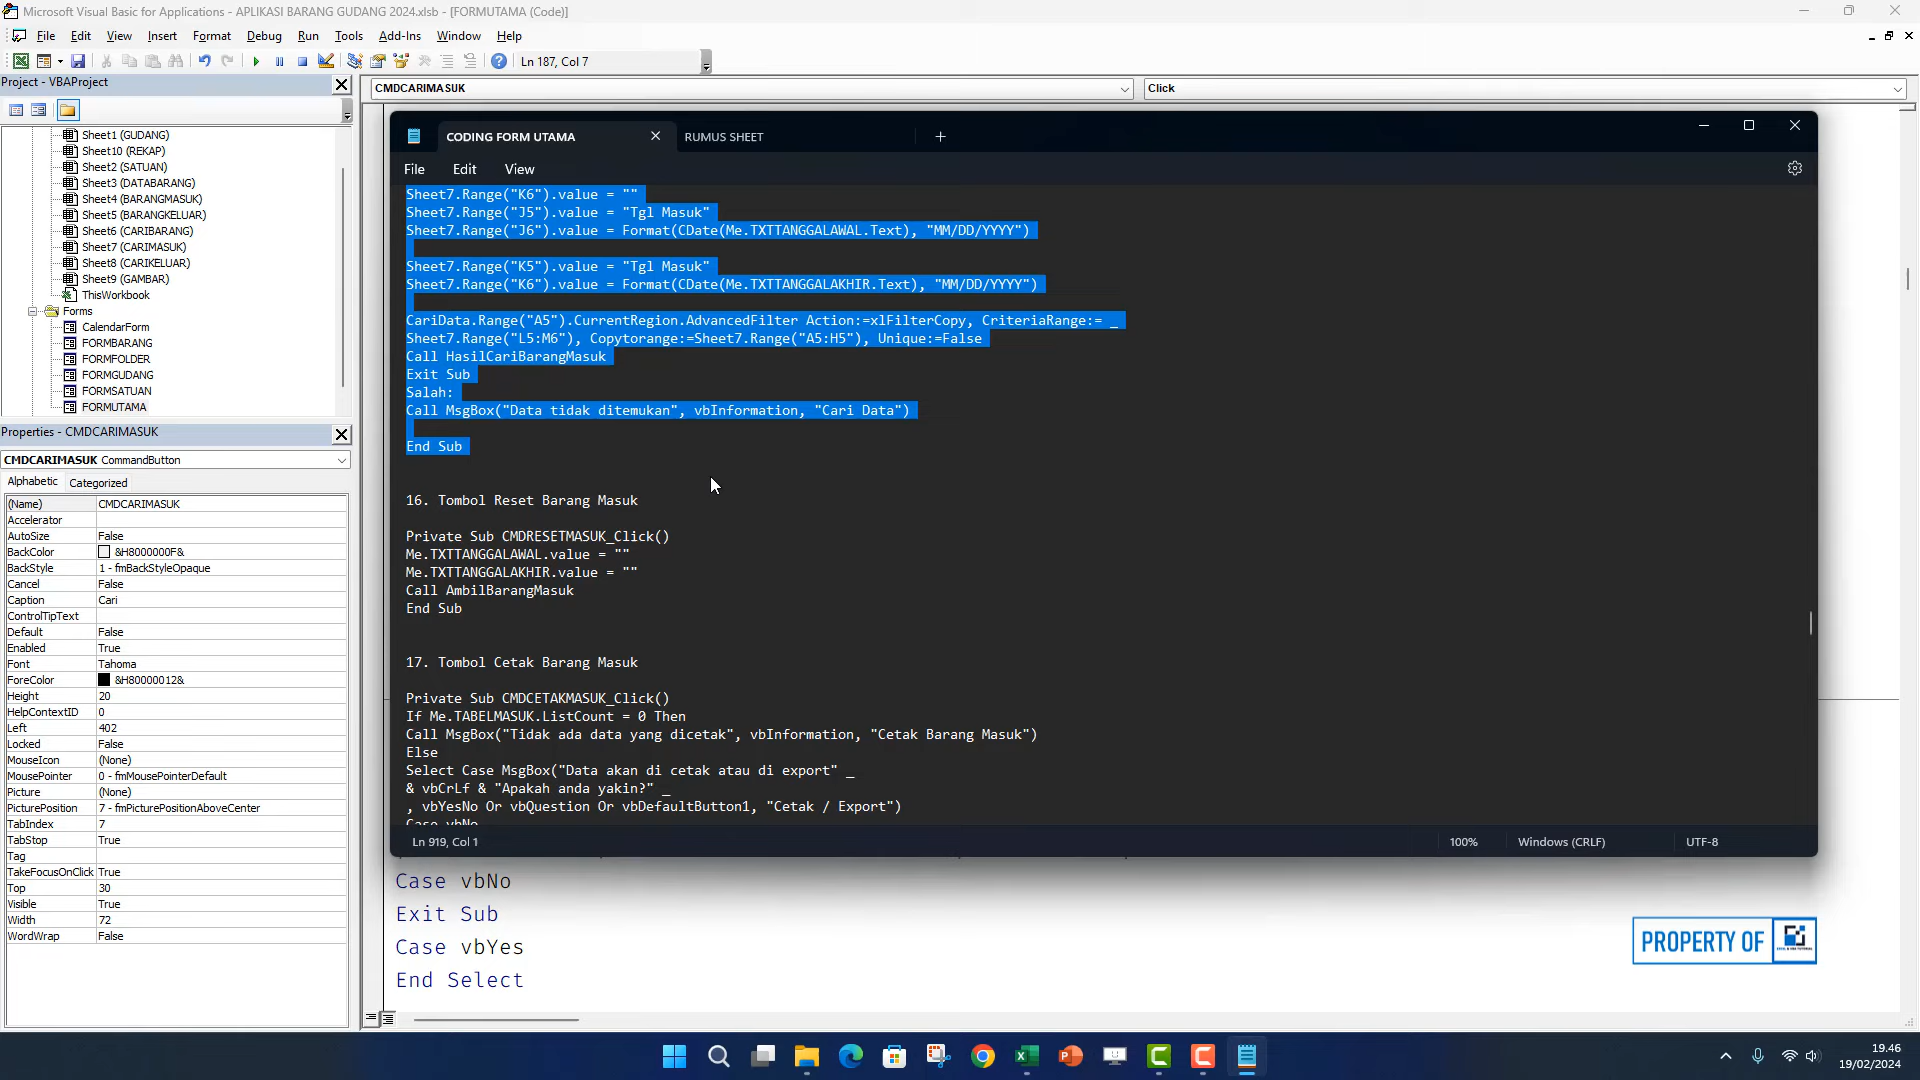 Microsoft Visual Basic for Applications - APLIKASI BARANG GUDANG 2024.xlsb - [FORMUTAMA (Code)]
File Edit View Insert Format Debug Run Tools Add-Ins Window Help
Ln 187, Col 7
Project - VBAProject
CMDCARIMASUK
Click
Sheet1 (GUDANG)
Sheet10 (REKAP)
Sheet2 (SATUAN)
Sheet3 (DATABARANG)
Sheet4 (BARANGMASUK)
Sheet5 (BARANGKELUAR)
Sheet6 (CARIBARANG)
Sheet7 (CARIMASUK)
Sheet8 (CARIKELUAR)
Sheet9 (GAMBAR)
ThisWorkbook
Forms
CalendarForm
FORMBARANG
FORMFOLDER
FORMGUDANG
FORMSATUAN
FORMUTAMA
Properties - CMDCARIMASUK
CMDCARIMASUK CommandButton
Alphabetic Categorized
(Name) CMDCARIMASUK
Accelerator
AutoSize False
BackColor &H8000000F&
BackStyle 1 - fmBackStyleOpaque
Cancel False
Caption Cari
ControlTipText
Default False
Enabled True
Font Tahoma
ForeColor &H80000012&
Height 20
HelpContextID 0
Left 402
Locked False
MouseIcon (None)
MousePointer 0 - fmMousePointerDefault
Picture (None)
PicturePosition 7 - fmPicturePositionAboveCenter
TabIndex 7
TabStop True
Tag
TakeFocusOnClick True
Top 30
Visible True
Width 72
WordWrap False
CODING FORM UTAMA
RUMUS SHEET
File Edit View
Sheet7.Range("K6").value = ""
Sheet7.Range("J5").value = "Tgl Masuk"
Sheet7.Range("J6").value = Format(CDate(Me.TXTTANGGALAWAL.Text), "MM/DD/YYYY")
Sheet7.Range("K5").value = "Tgl Masuk"
Sheet7.Range("K6").value = Format(CDate(Me.TXTTANGGALAKHIR.Text), "MM/DD/YYYY")
CariData.Range("A5").CurrentRegion.AdvancedFilter Action:=xlFilterCopy, CriteriaRange:= _
Sheet7.Range("L5:M6"), Copytorange:=Sheet7.Range("A5:H5"), Unique:=False
Call HasilCariBarangMasuk
Exit Sub
Salah:
Call MsgBox("Data tidak ditemukan", vbInformation, "Cari Data")
End Sub
16. Tombol Reset Barang Masuk
Private Sub CMDRESETMASUK_Click()
Me.TXTTANGGALAWAL.value = ""
Me.TXTTANGGALAKHIR.value = ""
Call AmbilBarangMasuk
End Sub
17. Tombol Cetak Barang Masuk
Private Sub CMDCETAKMASUK_Click()
If Me.TABELMASUK.ListCount = 0 Then
Call MsgBox("Tidak ada data yang dicetak", vbInformation, "Cetak Barang Masuk")
Else
Select Case MsgBox("Data akan di cetak atau di export" _
& vbCrLf & "Apakah anda yakin?" _
, vbYesNo Or vbQuestion Or vbDefaultButton1, "Cetak / Export")
Case vbNo
Ln 919, Col 1
100%
Windows (CRLF)
UTF-8
Case vbNo
Exit Sub
Case vbYes
End Select
PROPERTY OF
19.46
19/02/2024